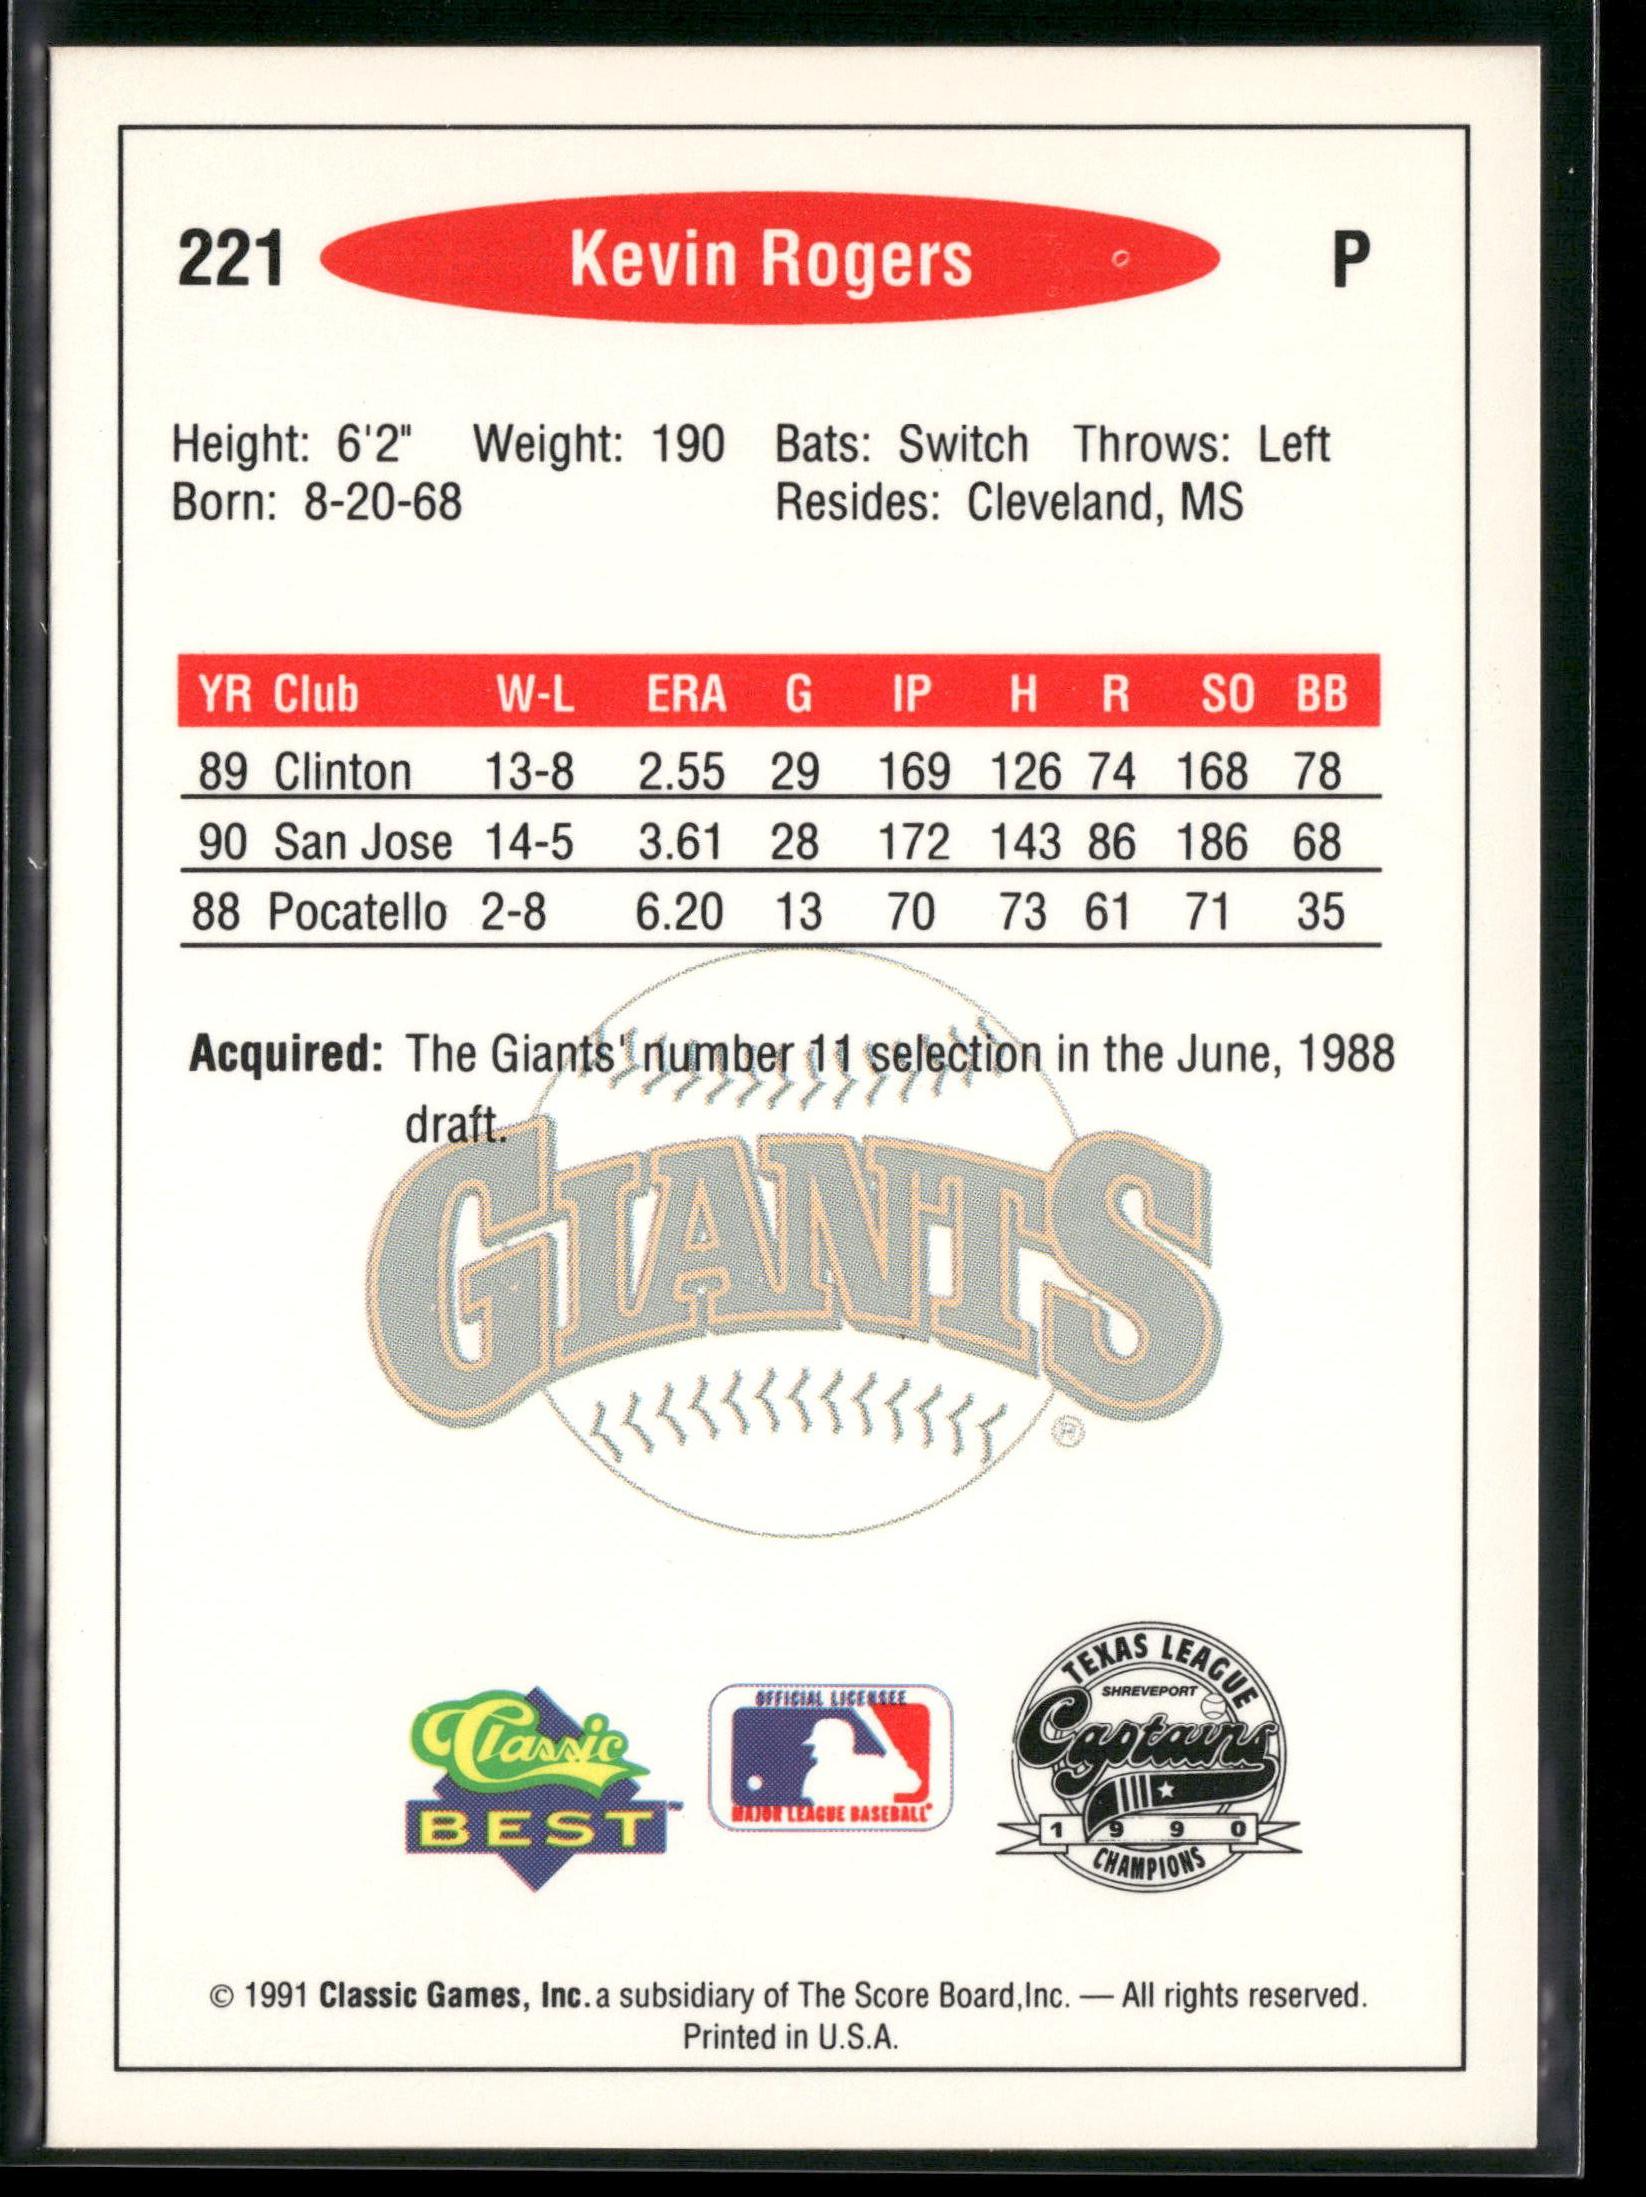 221 Kevin Rogers P
Height: 6'2" Weight: 190 Bats: Switch Throws: Left
Born: 8-20-68 Resides: Cleveland, MS
YR Club W-L ERA G IP H R SO BB
89 Clinton 13-8 2.55 29 169 126 74 168 78
90 San Jose 14-5 3.61 28 172 143 86 186 68
88 Pocatello 2-8 6.20 13 70 73 61 71 35
Acquired: The Giants' number 11 selection in the June, 1988
draft.
GIANTS
®
Classic
BEST™
OFFICIAL LICENSEE
MAJOR LEAGUE BASEBALL®
TEXAS LEAGUE
SHREVEPORT
Captains
1990
CHAMPIONS
© 1991 Classic Games, Inc. a subsidiary of The Score Board,Inc. — All rights reserved.
Printed in U.S.A.